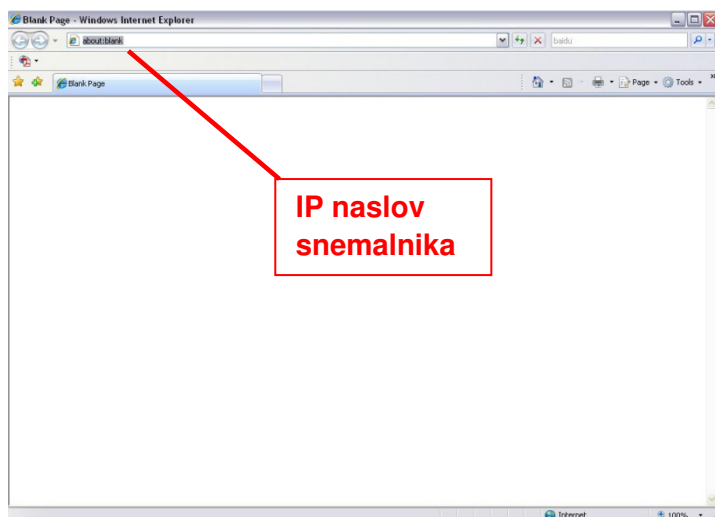 Blank Page - Windows Internet Explorer
about:blank
baidu
Blank Page
Page
Tools
IP naslov
snemalnika
Internet
100%